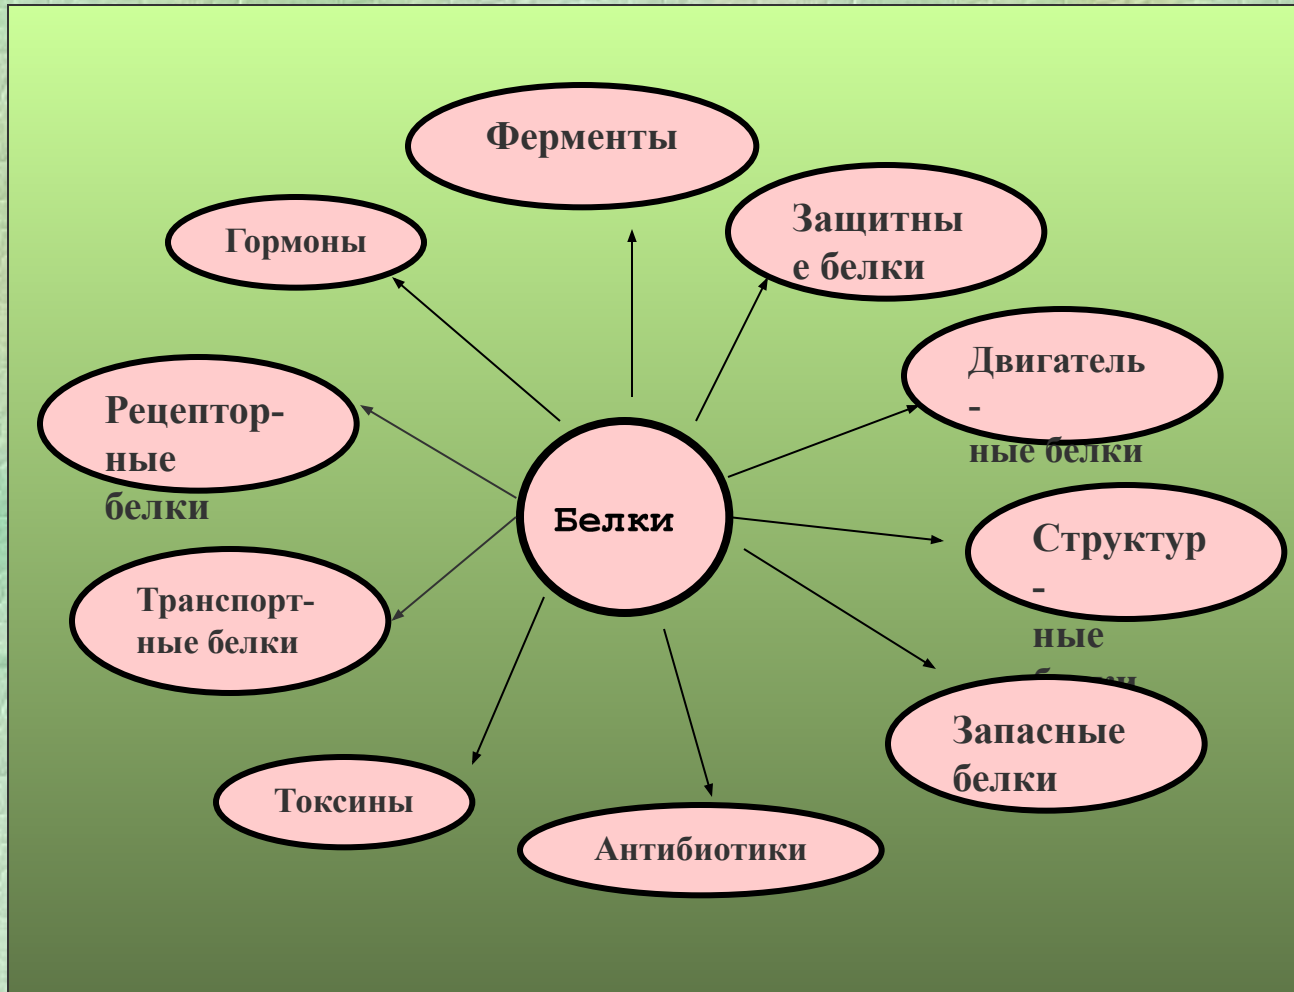 Ферменты
Защитны
е белки
Гормоны
Двигатель
-
ные белки
Рецептор-
ные
белки
Белки
Структур
-
ные
Транспорт-
ные белки
Запасные
белки
Токсины
Антибиотики